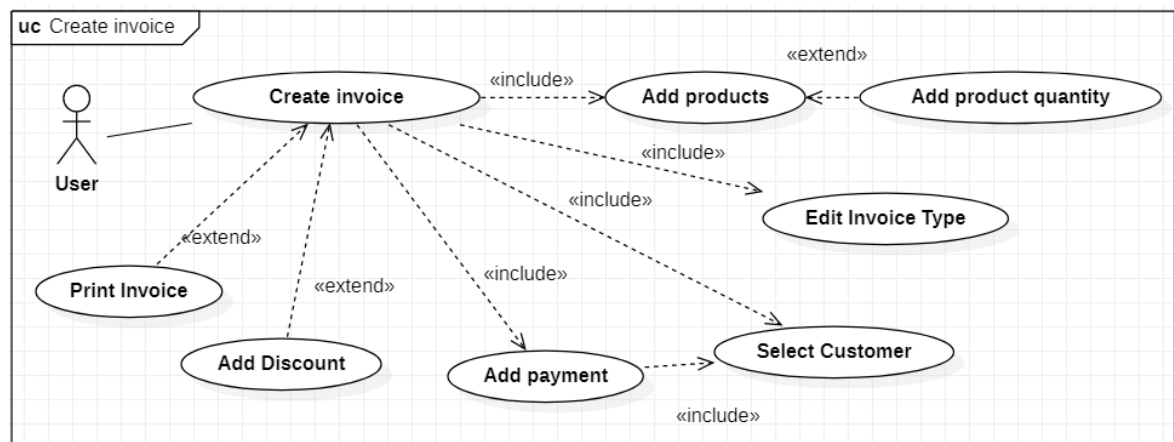 uc Create invoice
«extend»
«include»
Create invoice
Add products
Add product quantity
«include»
User
«include»
Edit Invoice Type
«extend»
«include»
Print Invoice
«extend»
Select Customer
Add Discount
Add payment
«include»